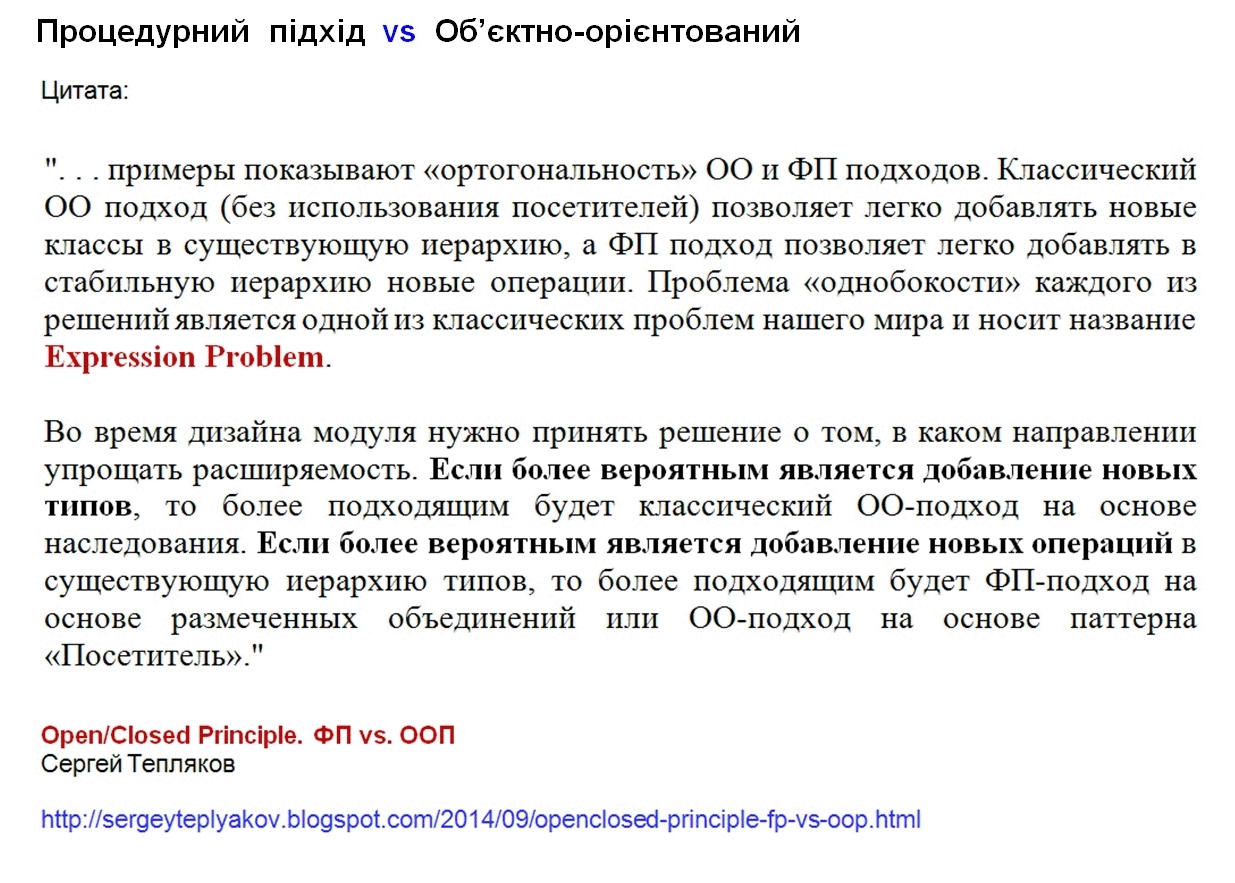 Процедурний підхід vs Об’єктно-орієнтований
Цитата:
". . . примеры показывают «ортогональность» ОО и ФП подходов. Классический
ОО подход (без использования посетителей) позволяет легко добавлять новые
классы в существующую иерархию, а ФП подход позволяет легко добавлять в
стабильную иерархию новые операции. Проблема «однобокости» каждого из
решений является одной из классических проблем нашего мира и носит название
Expression Problem.
Во время дизайна модуля нужно принять решение о том, в каком направлении
упрощать расширяемость. Если более вероятным является добавление новых
типов, то более подходящим будет классический ОО-подход на основе
наследования. Если более вероятным является добавление новых операций в
существующую иерархию типов, то более подходящим будет ФП-подход на
основе размеченных объединений или ОО-подход на основе паттерна
«Посетитель»."
Open/Closed Principle. ФП vs. ООП
Сергей Тепляков
http://sergeyteplyakov.blogspot.com/2014/09/openclosed-principle-fp-vs-oop.html